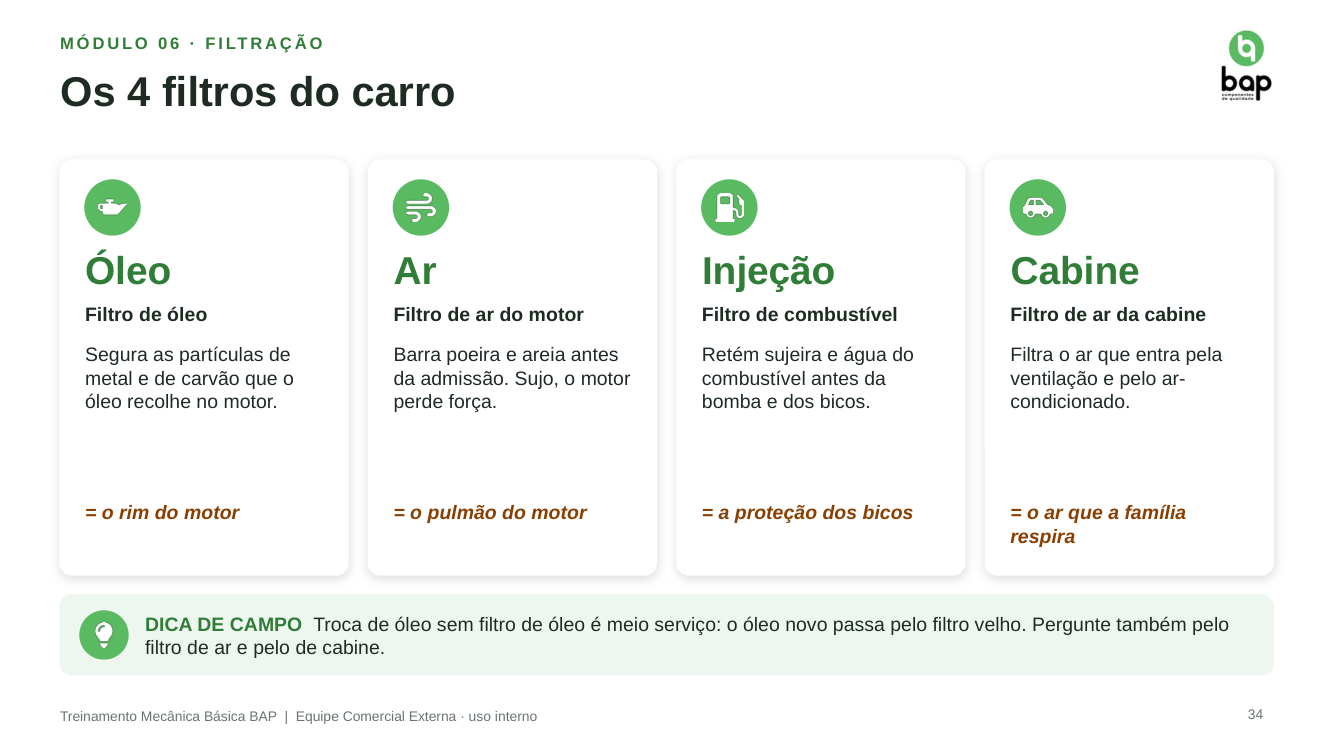 MÓDULO 06 · FILTRAÇÃO
Os 4 filtros do carro
bap
componentes
de qualidade
Óleo
Filtro de óleo
Segura as partículas de
metal e de carvão que o
óleo recolhe no motor.
= o rim do motor
Ar
Filtro de ar do motor
Barra poeira e areia antes
da admissão. Sujo, o motor
perde força.
= o pulmão do motor
Injeção
Filtro de combustível
Retém sujeira e água do
combustível antes da
bomba e dos bicos.
= a proteção dos bicos
Cabine
Filtro de ar da cabine
Filtra o ar que entra pela
ventilação e pelo ar-
condicionado.
= o ar que a família
respira
DICA DE CAMPO Troca de óleo sem filtro de óleo é meio serviço: o óleo novo passa pelo filtro velho. Pergunte também pelo
filtro de ar e pelo de cabine.
Treinamento Mecânica Básica BAP | Equipe Comercial Externa · uso interno
34